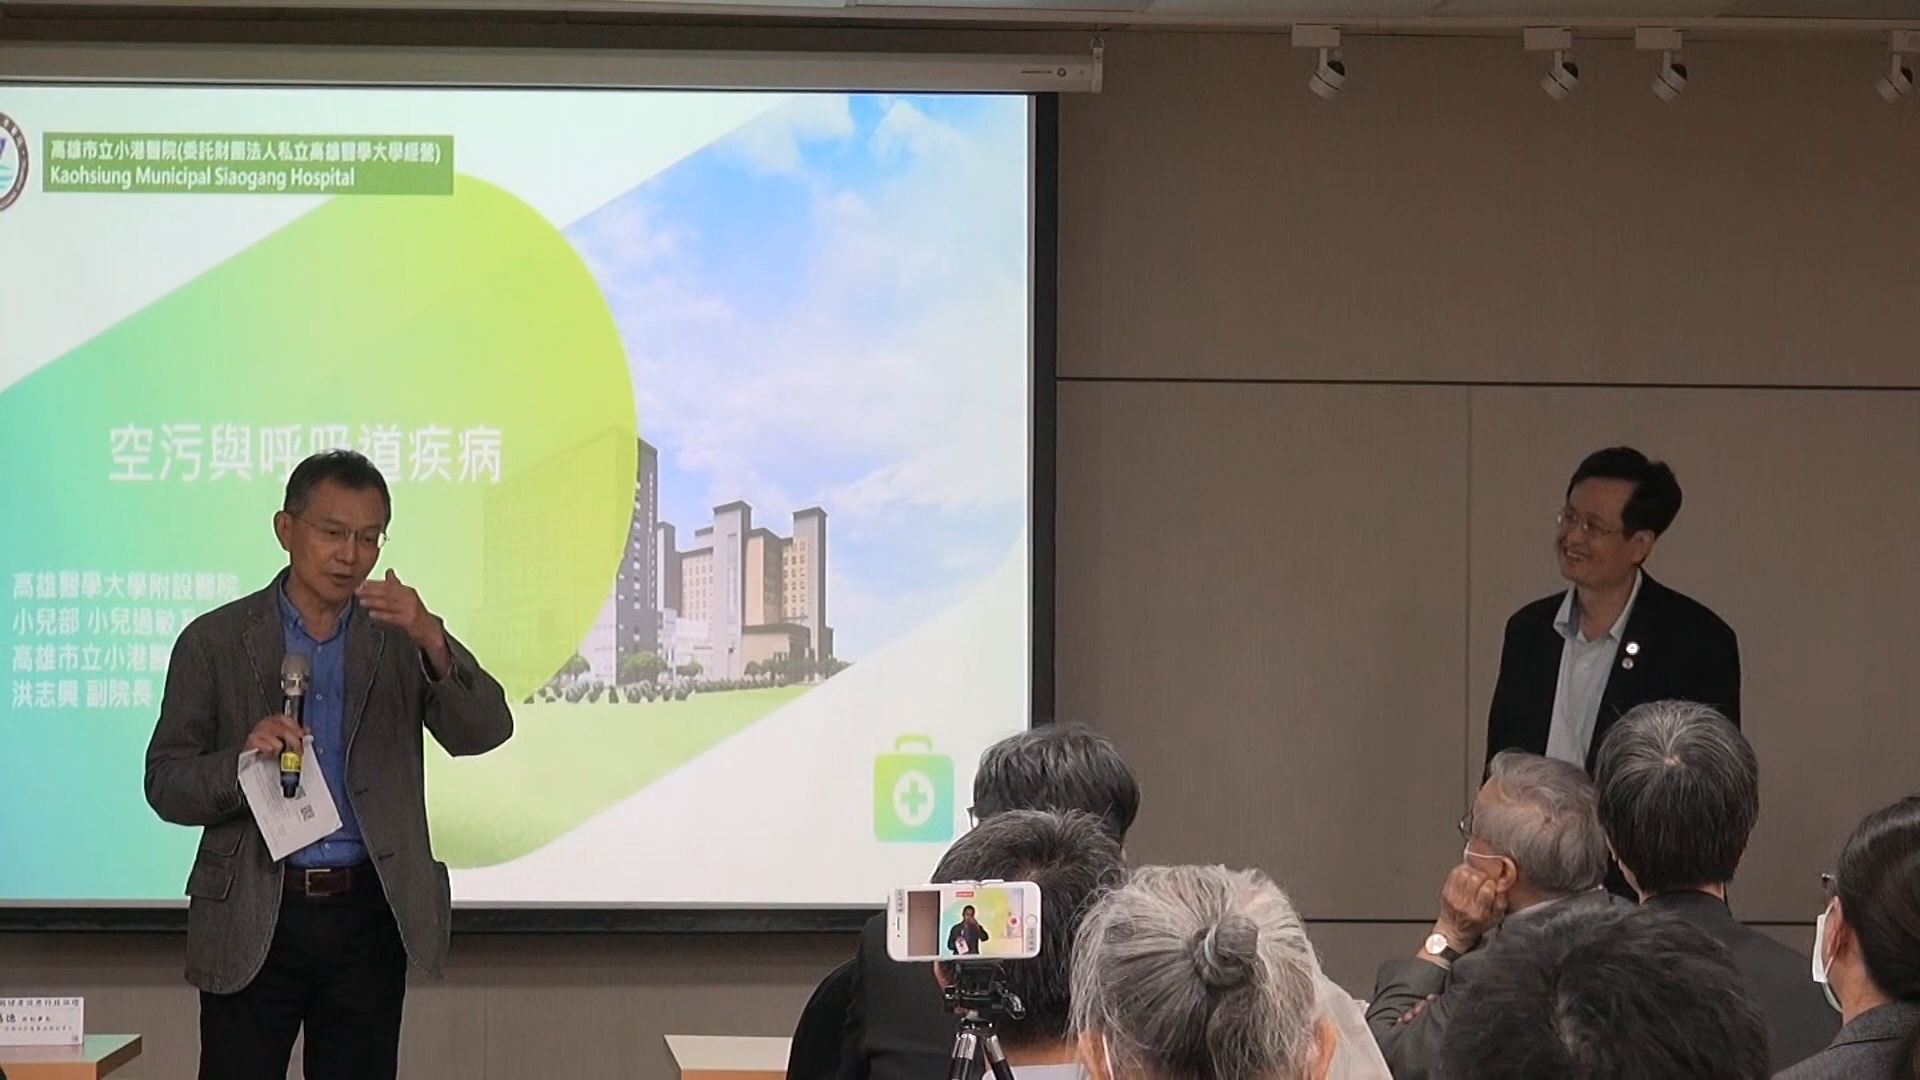 高雄市立小港醫院(委託財團法人私立高雄醫學大學經營)
Kaohsiung Municipal Siaogang Hospital
空污與呼吸道疾病
高雄醫學大學附設醫院
小兒部 小兒過敏
高雄市立小港醫
洪志興 副院長